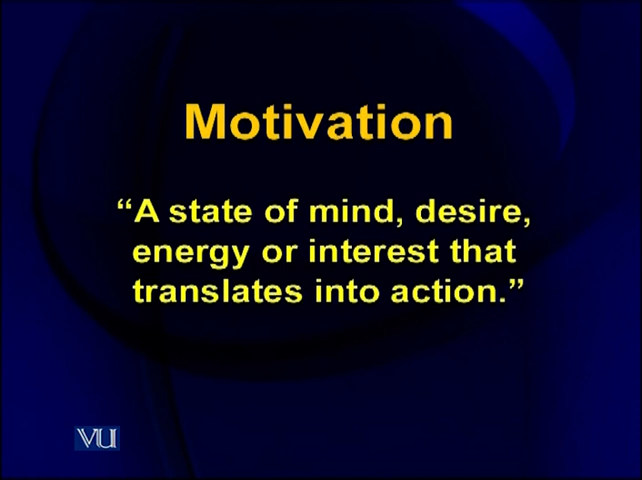 Motivation
“A state of mind, desire,
energy or interest that
translates into action.”
VU